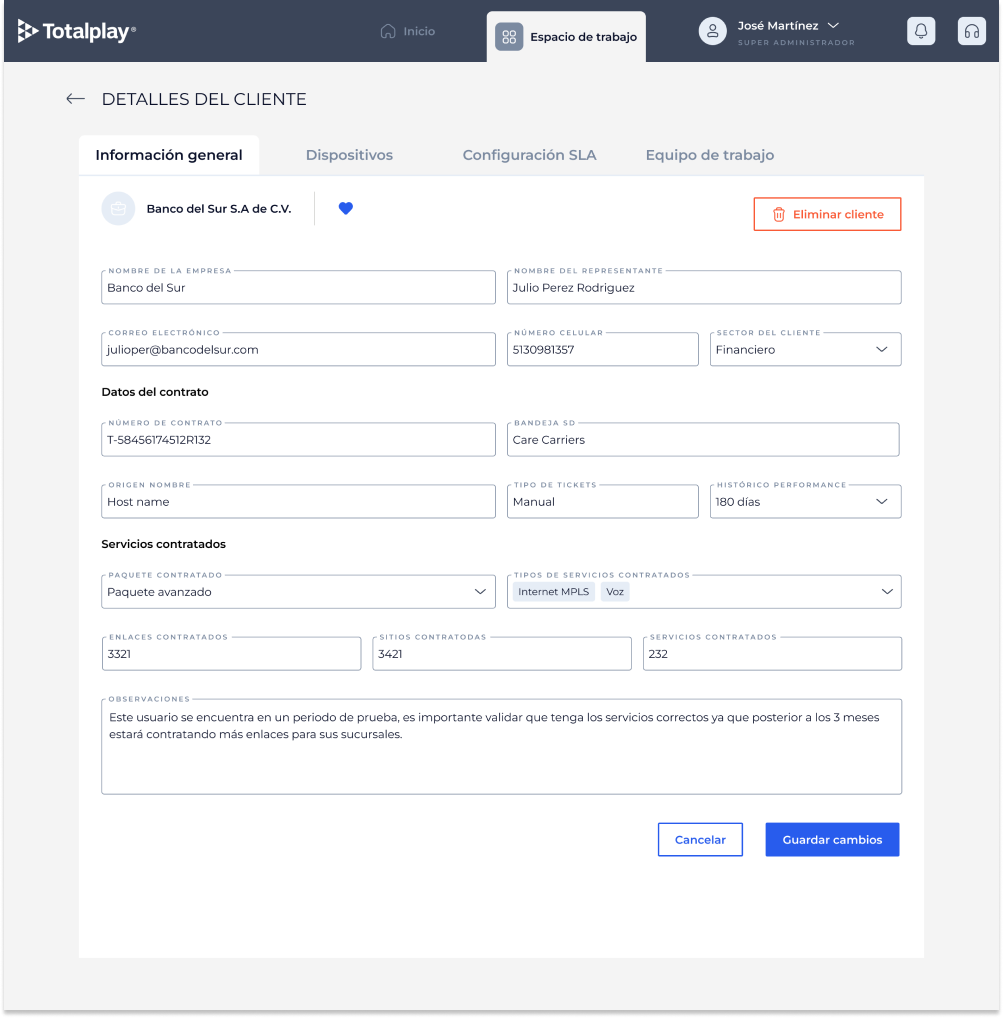 Totalplay®
Inicio
Espacio de trabajo
José Martínez
SUPER ADMINISTRADOR
DETALLES DEL CLIENTE
Información general
Dispositivos
Configuración SLA
Equipo de trabajo
Banco del Sur S.A de C.V.
Eliminar cliente
NOMBRE DE LA EMPRESA
Banco del Sur
NOMBRE DEL REPRESENTANTE
Julio Perez Rodriguez
CORREO ELECTRÓNICO
julioper@bancodelsur.com
NÚMERO CELULAR
5130981357
SECTOR DEL CLIENTE
Financiero
Datos del contrato
NÚMERO DE CONTRATO
T-58456174512R132
BANDEJA SD
Care Carriers
ORIGEN NOMBRE
Host name
TIPO DE TICKETS
Manual
HISTÓRICO PERFORMANCE
180 días
Servicios contratados
PAQUETE CONTRATADO
Paquete avanzado
TIPOS DE SERVICIOS CONTRATADOS
Internet MPLS
Voz
ENLACES CONTRATADOS
3321
SITIOS CONTRATODAS
3421
SERVICIOS CONTRATADOS
232
OBSERVACIONES
Este usuario se encuentra en un periodo de prueba, es importante validar que tenga los servicios correctos ya que posterior a los 3 meses
estará contratando más enlaces para sus sucursales.
Cancelar
Guardar cambios